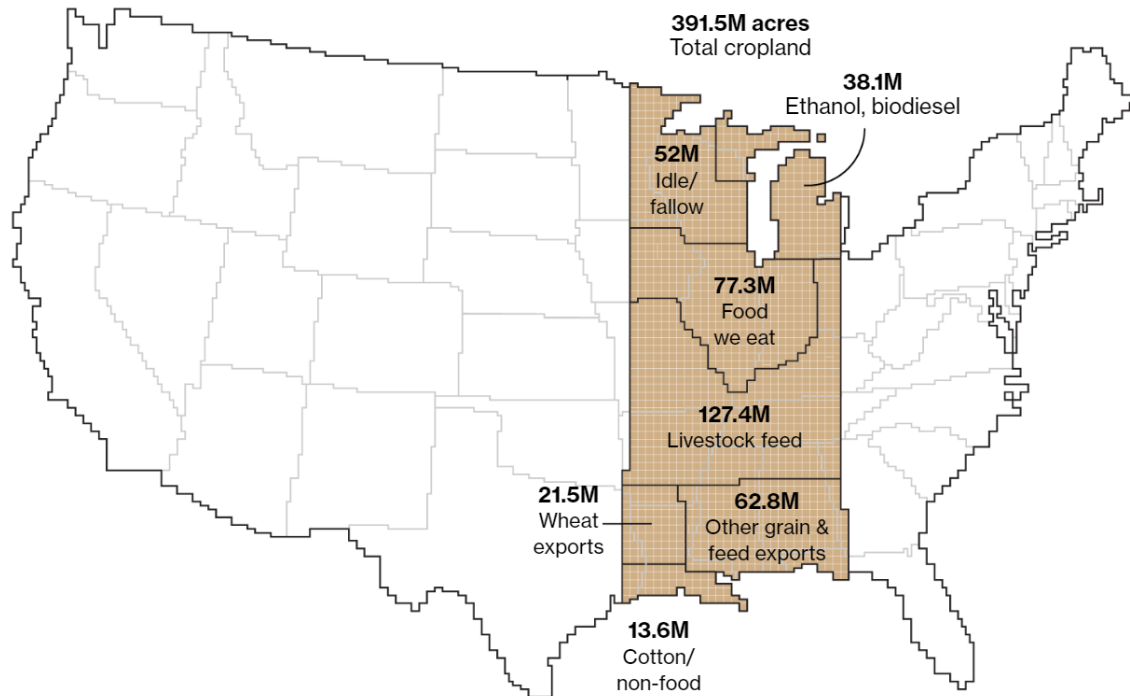 391.5M acres
Total cropland
38.1M
Ethanol, biodiesel
52M
Idle/
fallow
77.3M
Food
we eat
127.4M
Livestock feed
21.5M
Wheat
exports
62.8M
Other grain &
feed exports
13.6M
Cotton/
non-food